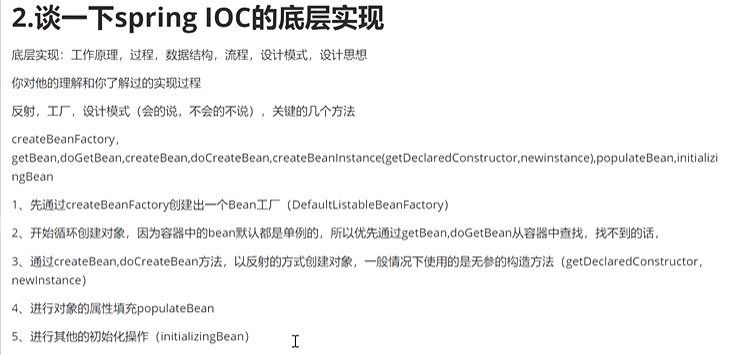 2.谈一下spring IOC的底层实现
底层实现：工作原理，过程，数据结构，流程，设计模式，设计思想
你对他的理解和你了解过的实现过程
反射，工厂，设计模式（会的说，不会的不说），关键的几个方法
createBeanFactory，
getBean,doGetBean,createBean,doCreateBean,createBeanInstance(getDeclaredConstructor,newinstance),populateBean,initializi
ngBean
1、先通过createBeanFactory创建出一个Bean工厂（DefaultListableBeanFactory）
2、开始循环创建对象，因为容器中的bean默认都是单例的，所以优先通过getBean,doGetBean从容器中查找，找不到的话，
3、通过createBean,doCreateBean方法，以反射的方式创建对象，一般情况下使用的是无参的构造方法（getDeclaredConstructor，
newInstance）
4、进行对象的属性填充populateBean
5、进行其他的初始化操作（initializingBean）